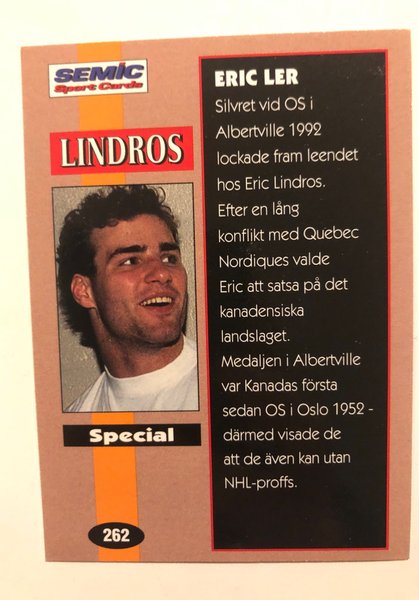 SEMIC
Sport Cards
LINDROS
Special
262
ERIC LER
Silvret vid OS i
Albertville 1992
lockade fram leendet
hos Eric Lindros.
Efter en lång
konflikt med Quebec
Nordiques valde
Eric att satsa på det
kanadensiska
landslaget.
Medaljen i Albertville
var Kanadas första
sedan OS i Oslo 1952 -
därmed visade de
att de även kan utan
NHL-proffs.